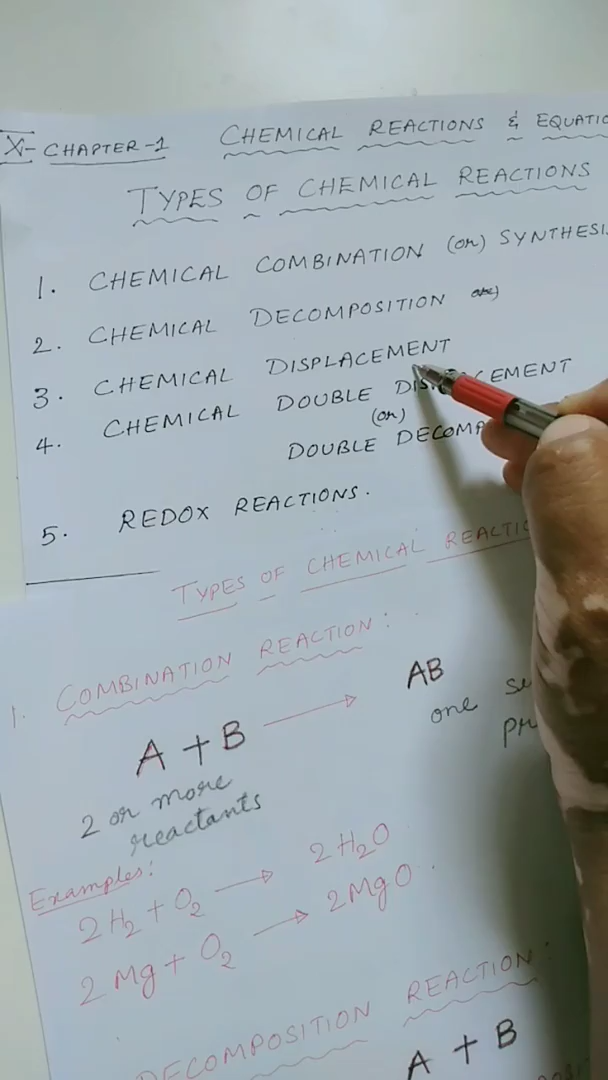 X- CHAPTER-1 CHEMICAL REACTIONS & EQUATIO
TYPES OF CHEMICAL REACTIONS
1. CHEMICAL COMBINATION (or) SYNTHESI
2. CHEMICAL DECOMPOSITION
3. CHEMICAL DISPLACEMENT
4. CHEMICAL DOUBLE DIS CEMENT
(or)
DOUBLE DECOMP
5. REDOX REACTIONS.
TYPES OF CHEMICAL REACTI
1. COMBINATION REACTION:
A + B → AB
2 or more one
reactants
Examples:
2H₂ + O₂ → 2H₂O
2Mg + O₂ → 2MgO.
DECOMPOSITION REACTION:
A + B